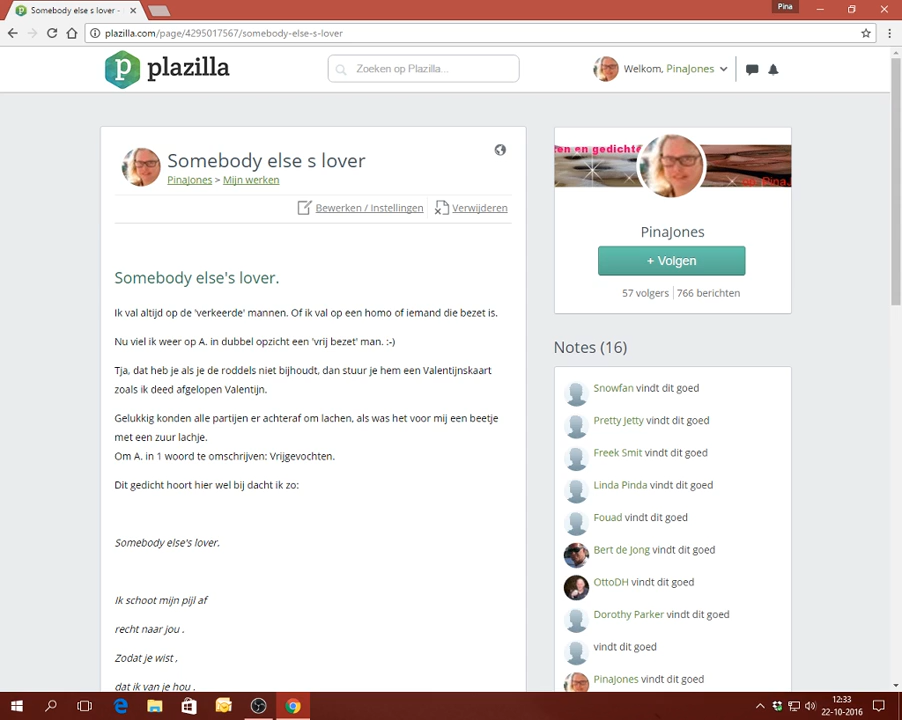 Somebody else s lover -
Pina
plazilla.com/page/4295017567/somebody-else-s-lover
plazilla
Zoeken op Plazilla...
Welkom, PinaJones
Somebody else s lover
PinaJones > Mijn werken
Bewerken / Instellingen
Verwijderen
Somebody else's lover.
Ik val altijd op de 'verkeerde' mannen. Of ik val op een homo of iemand die bezet is.
Nu viel ik weer op A. in dubbel opzicht een 'vrij bezet' man. :-)
Tja, dat heb je als je de roddels niet bijhoudt, dan stuur je hem een Valentijnskaart
zoals ik deed afgelopen Valentijn.
Gelukkig konden alle partijen er achteraf om lachen, als was het voor mij een beetje
met een zuur lachje.
Om A. in 1 woord te omschrijven: Vrijgevochten.
Dit gedicht hoort hier wel bij dacht ik zo:
Somebody else's lover.
Ik schoot mijn pijl af
recht naar jou .
Zodat je wist ,
dat ik van je hou .
ten en gedichte
PinaJones
+ Volgen
57 volgers
766 berichten
Notes (16)
Snowfan vindt dit goed
Pretty Jetty vindt dit goed
Freek Smit vindt dit goed
Linda Pinda vindt dit goed
Fouad vindt dit goed
Bert de Jong vindt dit goed
OttoDH vindt dit goed
Dorothy Parker vindt dit goed
vindt dit goed
PinaJones vindt dit goed
12:33
22-10-2016